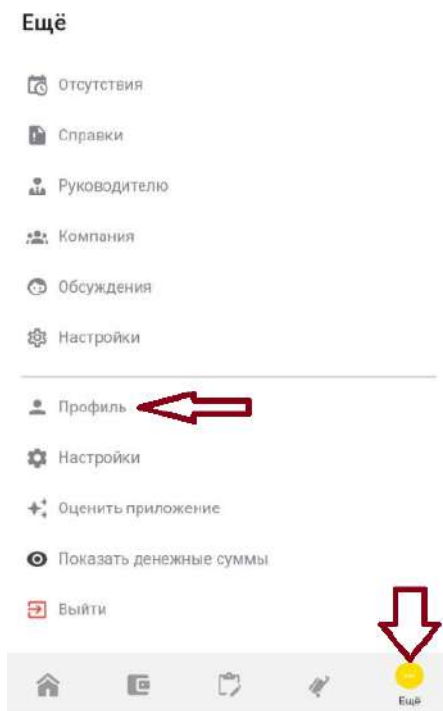 Ещё
Отсутствия
Справки
Руководителю
Компания
Обсуждения
Настройки
Профиль
Настройки
Оценить приложение
Показать денежные суммы
Выйти
Ещё